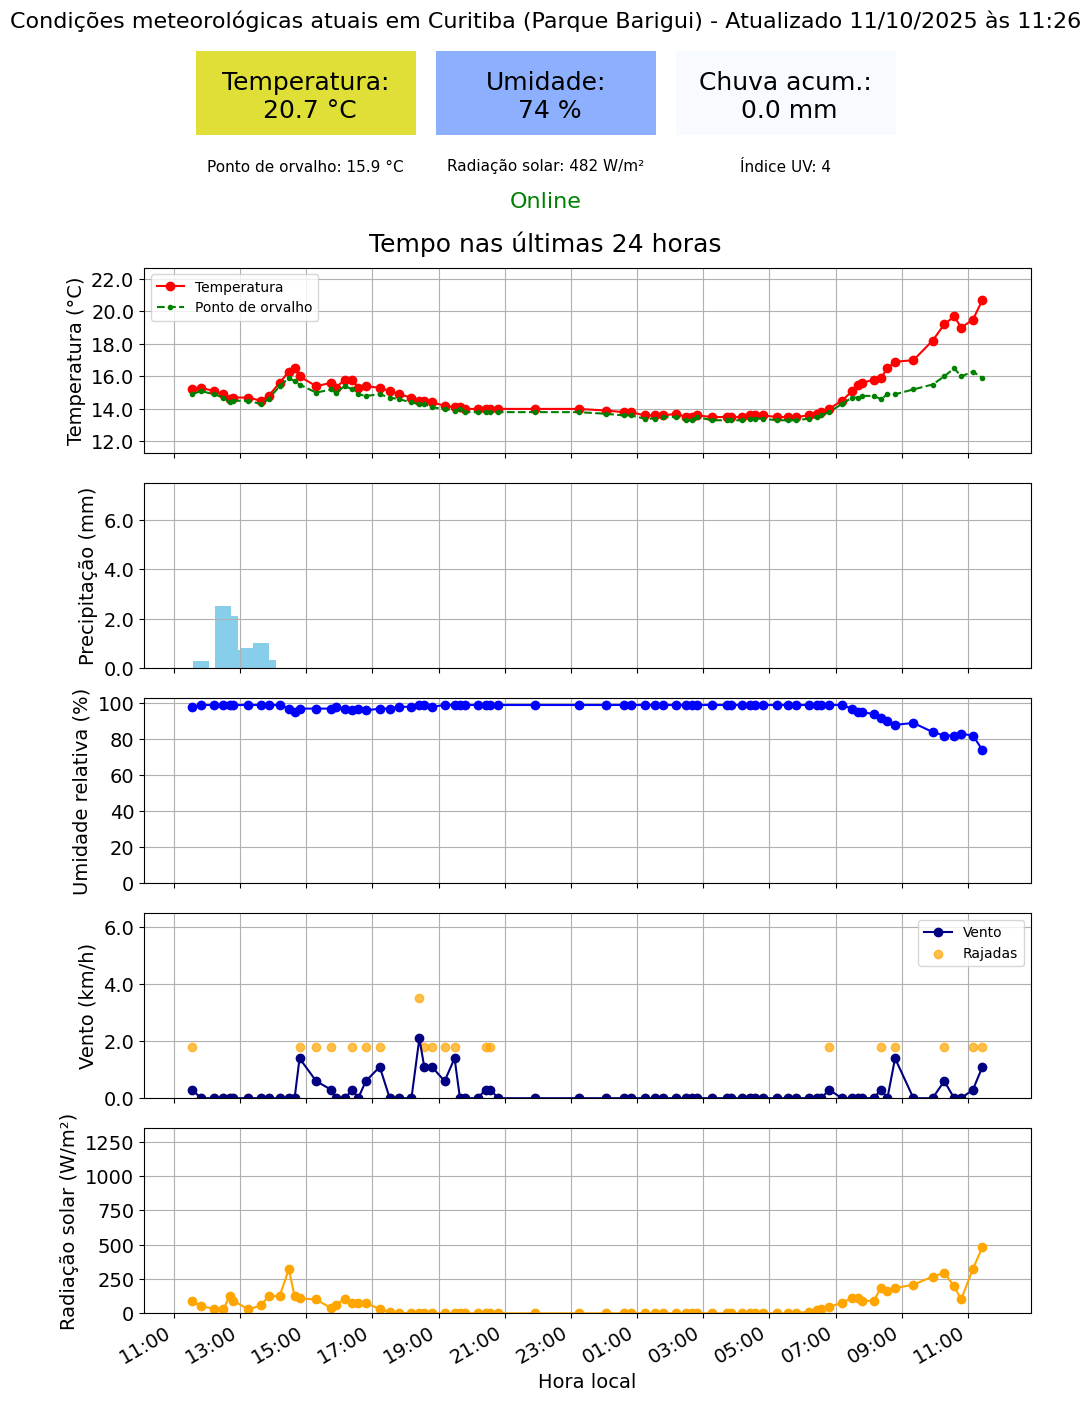 Condições meteorológicas atuais em Curitiba (Parque Barigui) - Atualizado 11/10/2025 às 11:26
Temperatura:
20.7 °C
Umidade:
74 %
Chuva acum.:
0.0 mm
Ponto de orvalho: 15.9 °C
Radiação solar: 482 W/m²
Índice UV: 4
Online
Tempo nas últimas 24 horas
Temperatura (°C)
22.0
20.0
18.0
16.0
14.0
12.0
Temperatura
Ponto de orvalho
Precipitação (mm)
6.0
4.0
2.0
0.0
Umidade relativa (%)
100
80
60
40
20
0
Vento (km/h)
6.0
4.0
2.0
0.0
Vento
Rajadas
Radiação solar (W/m²)
1250
1000
750
500
250
0
11:00
13:00
15:00
17:00
19:00
21:00
23:00
01:00
03:00
05:00
07:00
09:00
11:00
Hora local